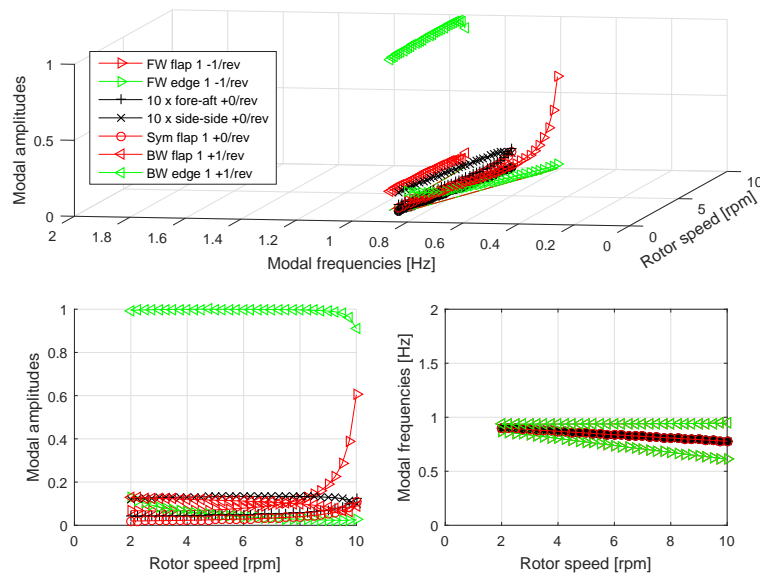 1
0.5
0
Modal amplitudes
FW flap 1 -1/rev
FW edge 1 -1/rev
10 x fore-aft +0/rev
10 x side-side +0/rev
Sym flap 1 +0/rev
BW flap 1 +1/rev
BW edge 1 +1/rev
2 1.8 1.6 1.4 1.2 1 0.8 0.6 0.4 0.2 0
Modal frequencies [Hz]
0 5 10
Rotor speed [rpm]
1
0.8
0.6
0.4
0.2
0
Modal amplitudes
2 4 6 8 10
Rotor speed [rpm]
2
1.5
1
0.5
0
Modal frequencies [Hz]
0 2 4 6 8 10
Rotor speed [rpm]